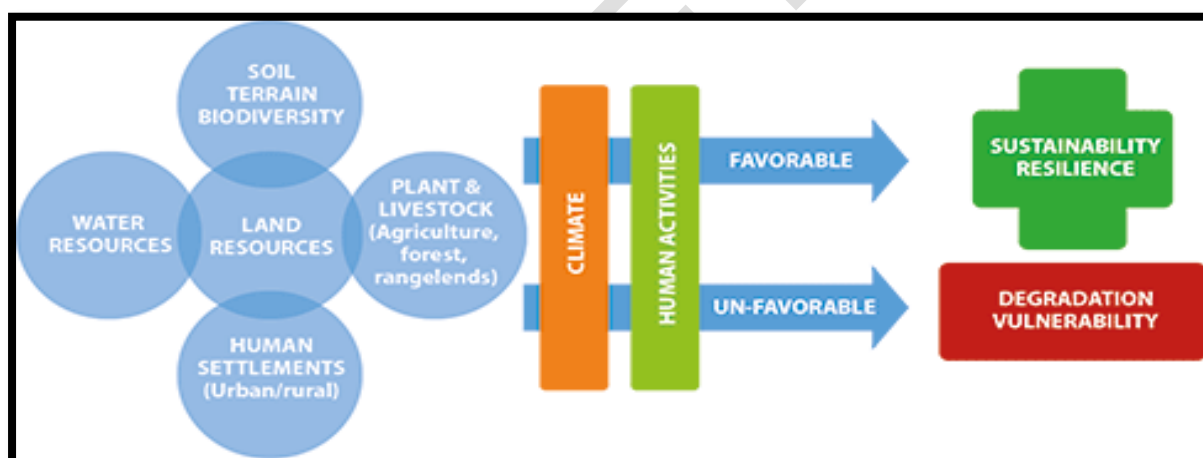 SOIL
TERRAIN
BIODIVERSITY
WATER
RESOURCES
LAND
RESOURCES
PLANT &
LIVESTOCK
(Agriculture,
forest,
rangelends)
HUMAN
SETTLEMENTS
(Urban/rural)
CLIMATE
HUMAN ACTIVITIES
FAVORABLE
UN-FAVORABLE
SUSTAINABILITY
RESILIENCE
DEGRADATION
VULNERABILITY